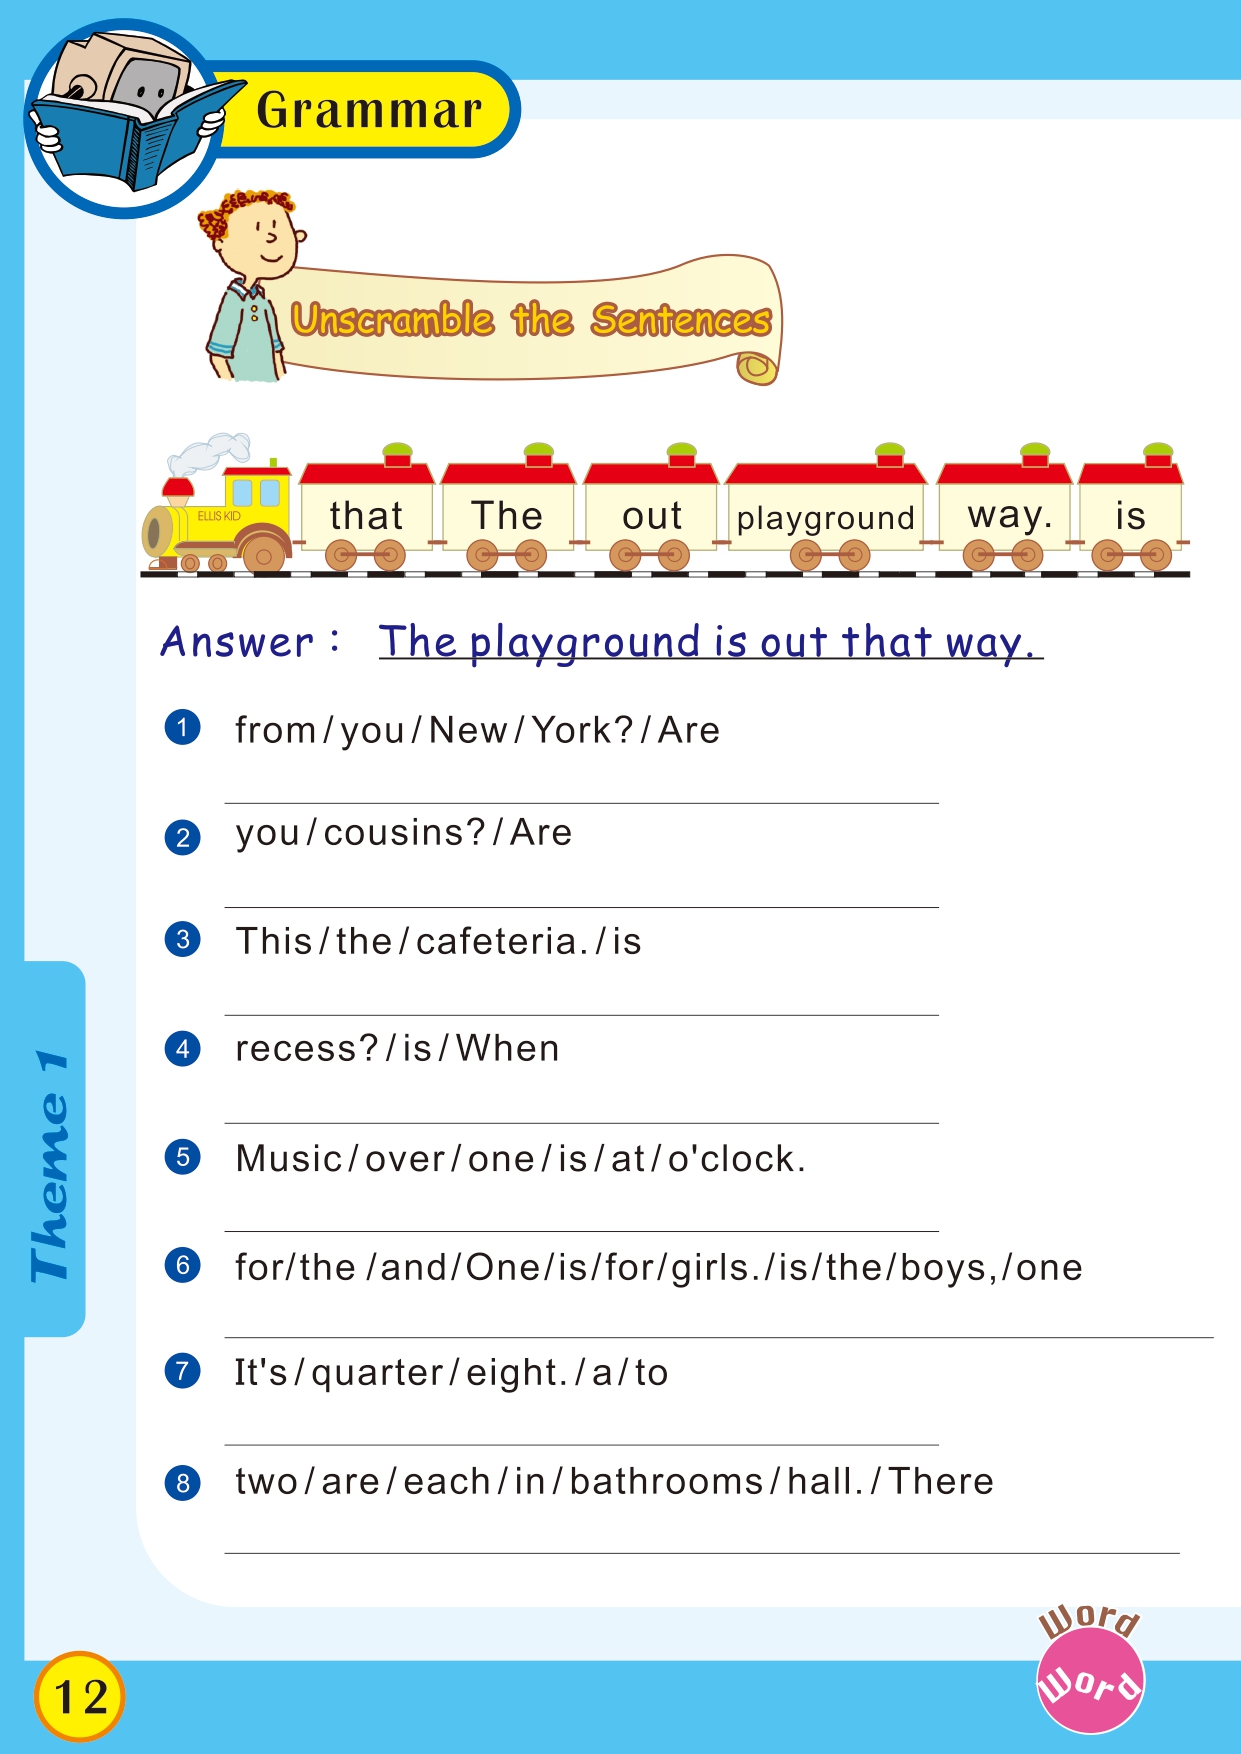 Grammar
Unscramble the Sentences
ELLIS KID
that The out playground way. is
Answer : The playground is out that way.
1 from/you/New/York?/Are
2 you/cousins?/Are
3 This/the/cafeteria./is
4 recess?/is/When
5 Music/over/one/is/at/o'clock.
6 for/the /and/One/is/for/girls./is/the/boys,/one
7 It's/quarter/eight./a/to
8 two/are/each/in/bathrooms/hall./There
Theme 1
Word
Word
12